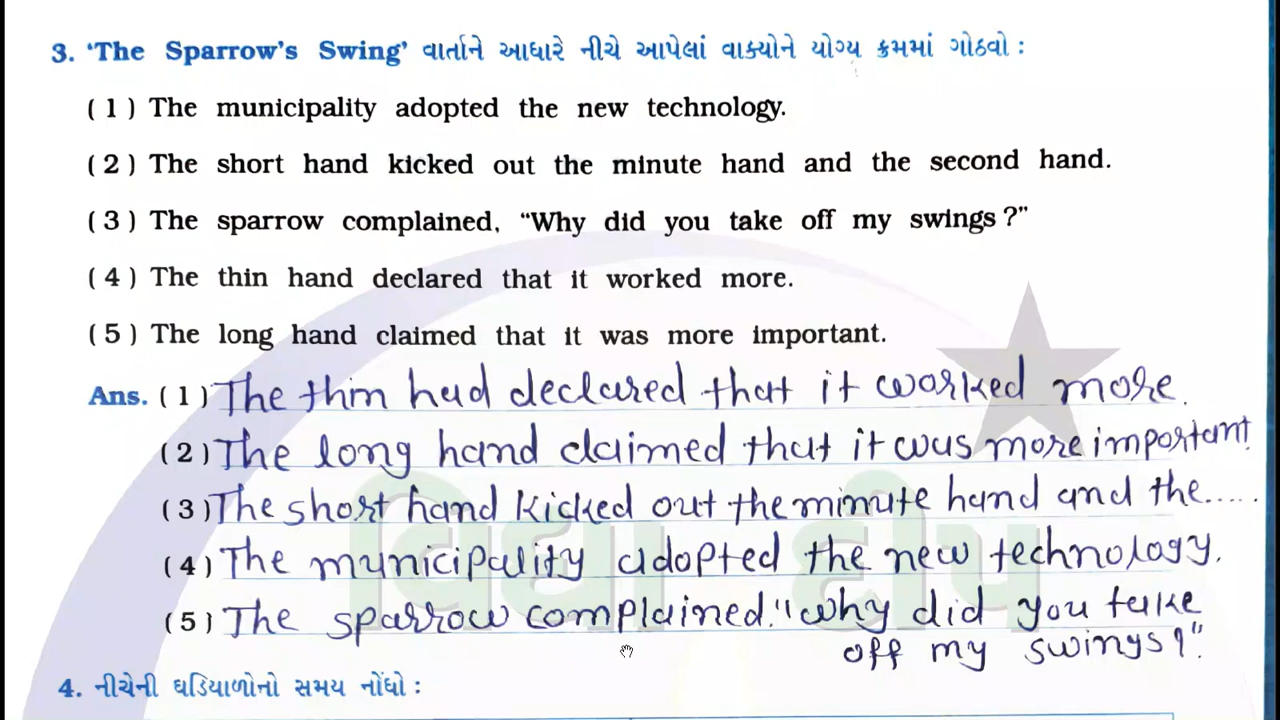 3. ‘The Sparrow's Swing’ વાર્તાને આધારે નીચે આપેલાં વાક્યોને યોગ્ય ક્રમમાં ગોઠવો :
( 1 ) The municipality adopted the new technology.
( 2 ) The short hand kicked out the minute hand and the second hand.
( 3 ) The sparrow complained, “Why did you take off my swings ?”
( 4 ) The thin hand declared that it worked more.
( 5 ) The long hand claimed that it was more important.
Ans. ( 1 ) The thin hud declared that it worked more.
( 2 ) The long hand claimed that it was more important.
( 3 ) The short hand kicked out the minute hand and the......
( 4 ) The municipality adopted the new technology.
( 5 ) The sparrow complained." why did you take
off my swings?".
વિદ્યા દીપ
4. નીચેની ઘડિયાળોનો સમય નોંધો :